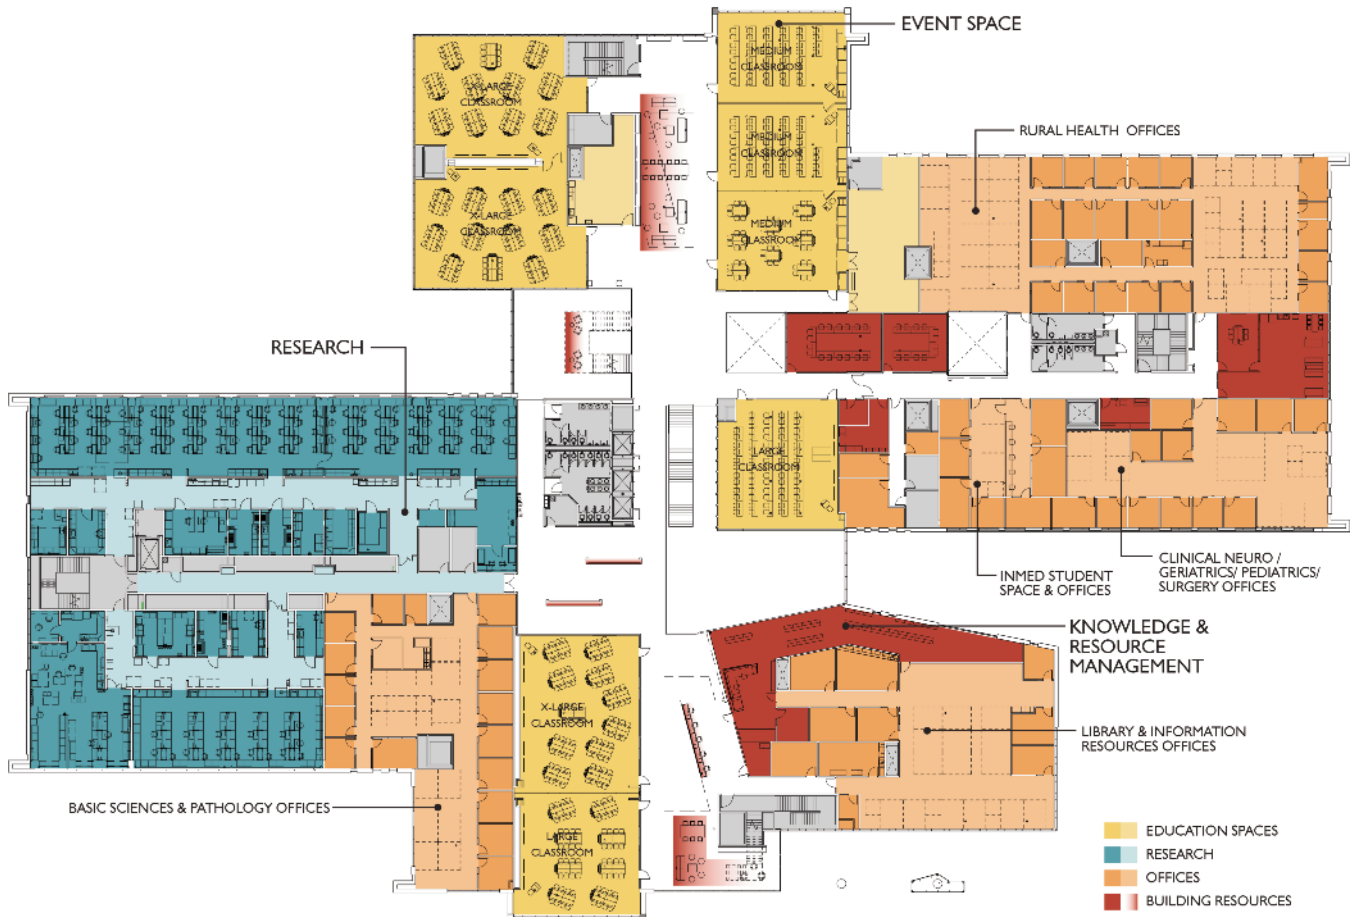 EVENT SPACE
MEDIUM
CLASSROOM
X-LARGE
CLASSROOM
RURAL HEALTH OFFICES
MEDIUM
CLASSROOM
X-LARGE
CLASSROOM
MEDIUM
CLASSROOM
RESEARCH
LARGE
CLASSROOM
INMED STUDENT
SPACE & OFFICES
CLINICAL NEURO /
GERIATRICS/ PEDIATRICS/
SURGERY OFFICES
KNOWLEDGE &
RESOURCE
MANAGEMENT
X-LARGE
CLASSROOM
LIBRARY & INFORMATION
RESOURCES OFFICES
BASIC SCIENCES & PATHOLOGY OFFICES
LARGE
CLASSROOM
EDUCATION SPACES
RESEARCH
OFFICES
BUILDING RESOURCES